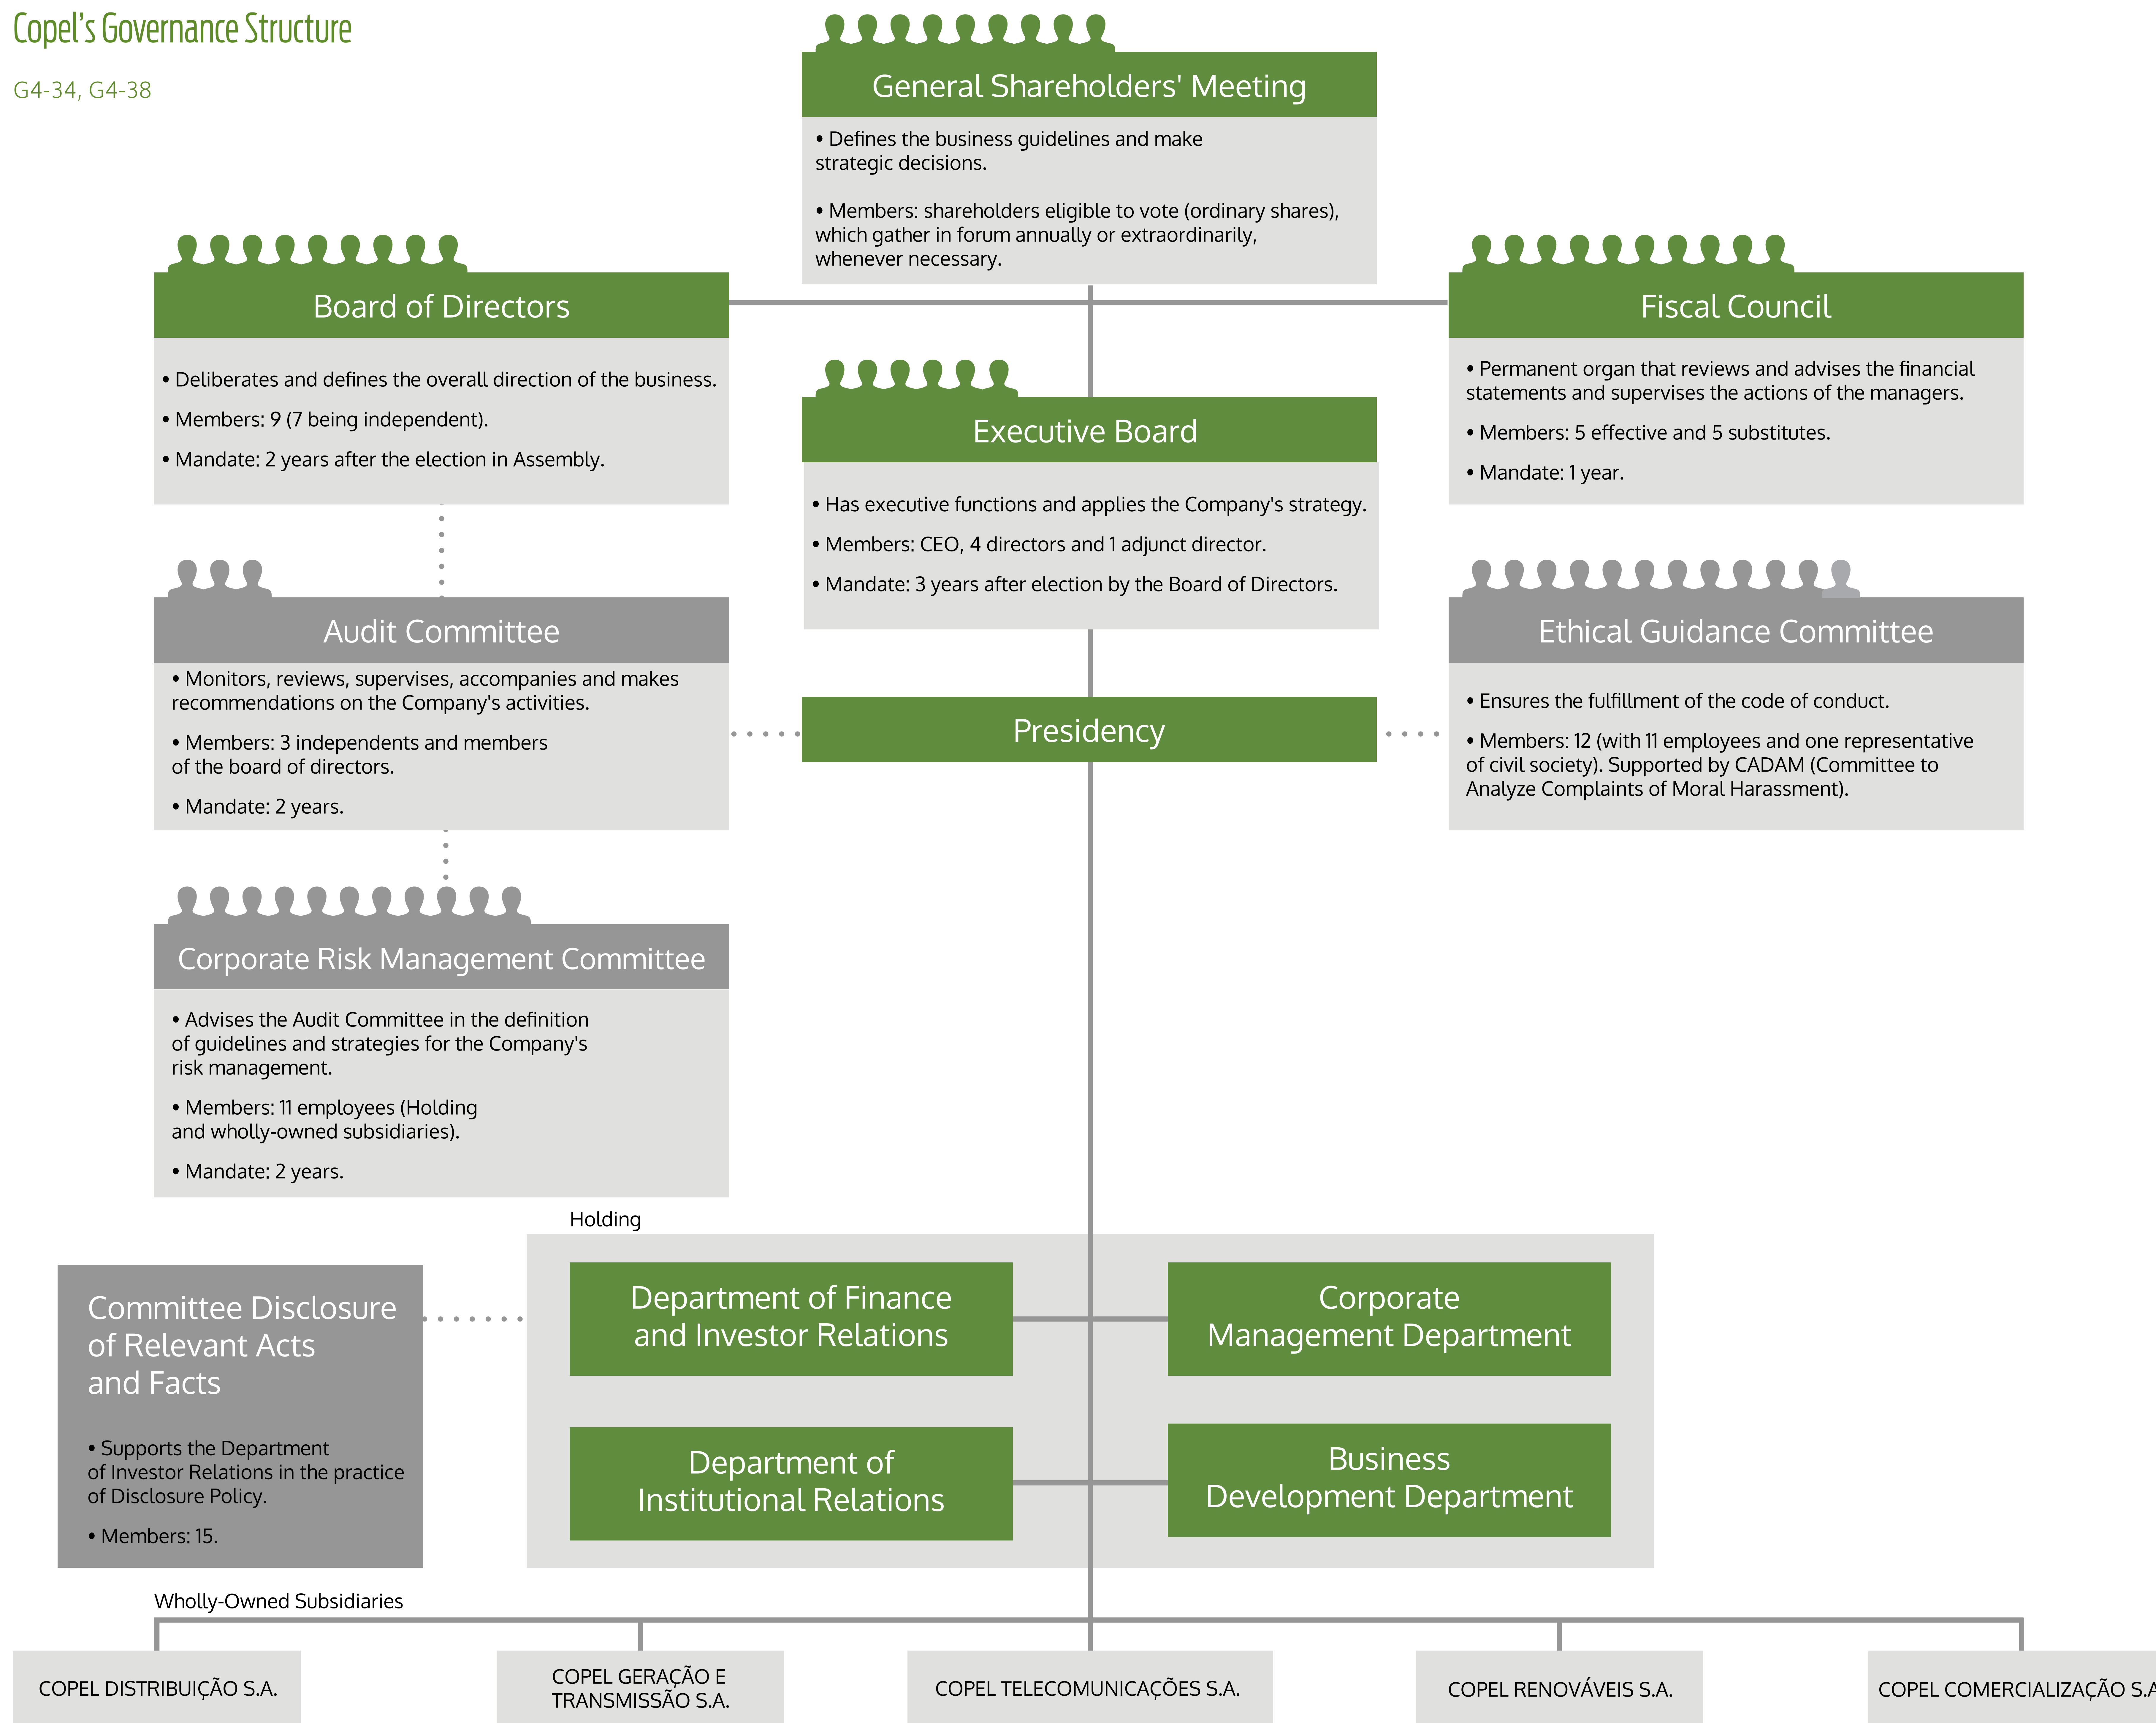 Copel's Governance Structure
G4-34, G4-38
General Shareholders' Meeting
• Defines the business guidelines and make
strategic decisions.
• Members: shareholders eligible to vote (ordinary shares),
which gather in forum annually or extraordinarily,
whenever necessary.
Board of Directors
• Deliberates and defines the overall direction of the business.
• Members: 9 (7 being independent).
• Mandate: 2 years after the election in Assembly.
Fiscal Council
• Permanent organ that reviews and advises the financial
statements and supervises the actions of the managers.
• Members: 5 effective and 5 substitutes.
• Mandate: 1 year.
Executive Board
• Has executive functions and applies the Company's strategy.
• Members: CEO, 4 directors and 1 adjunct director.
• Mandate: 3 years after election by the Board of Directors.
Audit Committee
• Monitors, reviews, supervises, accompanies and makes
recommendations on the Company's activities.
• Members: 3 independents and members
of the board of directors.
• Mandate: 2 years.
Presidency
Ethical Guidance Committee
• Ensures the fulfillment of the code of conduct.
• Members: 12 (with 11 employees and one representative
of civil society). Supported by CADAM (Committee to
Analyze Complaints of Moral Harassment).
Corporate Risk Management Committee
• Advises the Audit Committee in the definition
of guidelines and strategies for the Company's
risk management.
• Members: 11 employees (Holding
and wholly-owned subsidiaries).
• Mandate: 2 years.
Holding
Committee Disclosure
of Relevant Acts
and Facts
• Supports the Department
of Investor Relations in the practice
of Disclosure Policy.
• Members: 15.
Department of Finance
and Investor Relations
Corporate
Management Department
Department of
Institutional Relations
Business
Development Department
Wholly-Owned Subsidiaries
COPEL DISTRIBUIÇÃO S.A.
COPEL GERAÇÃO E
TRANSMISSÃO S.A.
COPEL TELECOMUNICAÇÕES S.A.
COPEL RENOVÁVEIS S.A.
COPEL COMERCIALIZAÇÃO S.A